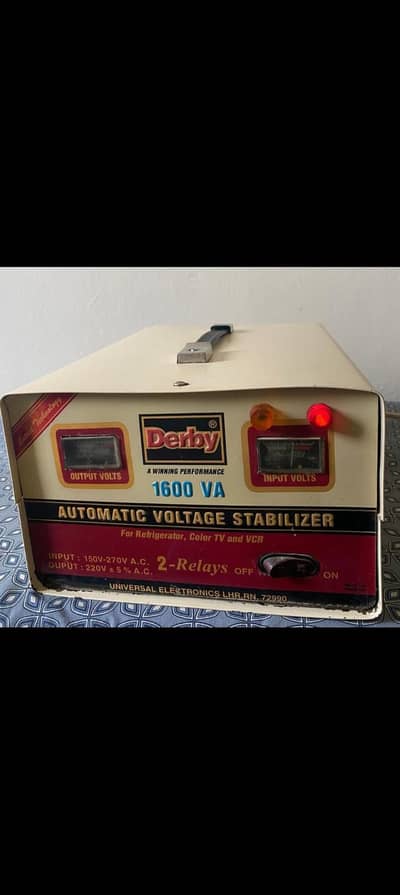 Derby®
A WINNING PERFORMANCE
OUTPUT VOLTS
INPUT VOLTS
1600 VA
AUTOMATIC VOLTAGE STABILIZER
For Refrigerator, Color TV and VCR
INPUT : 150V-270V A.C.
OUPUT : 220V ± 5 % A.C.
2-Relays
OFF
ON
UNIVERSAL ELECTRONICS LHR.RN. 72990